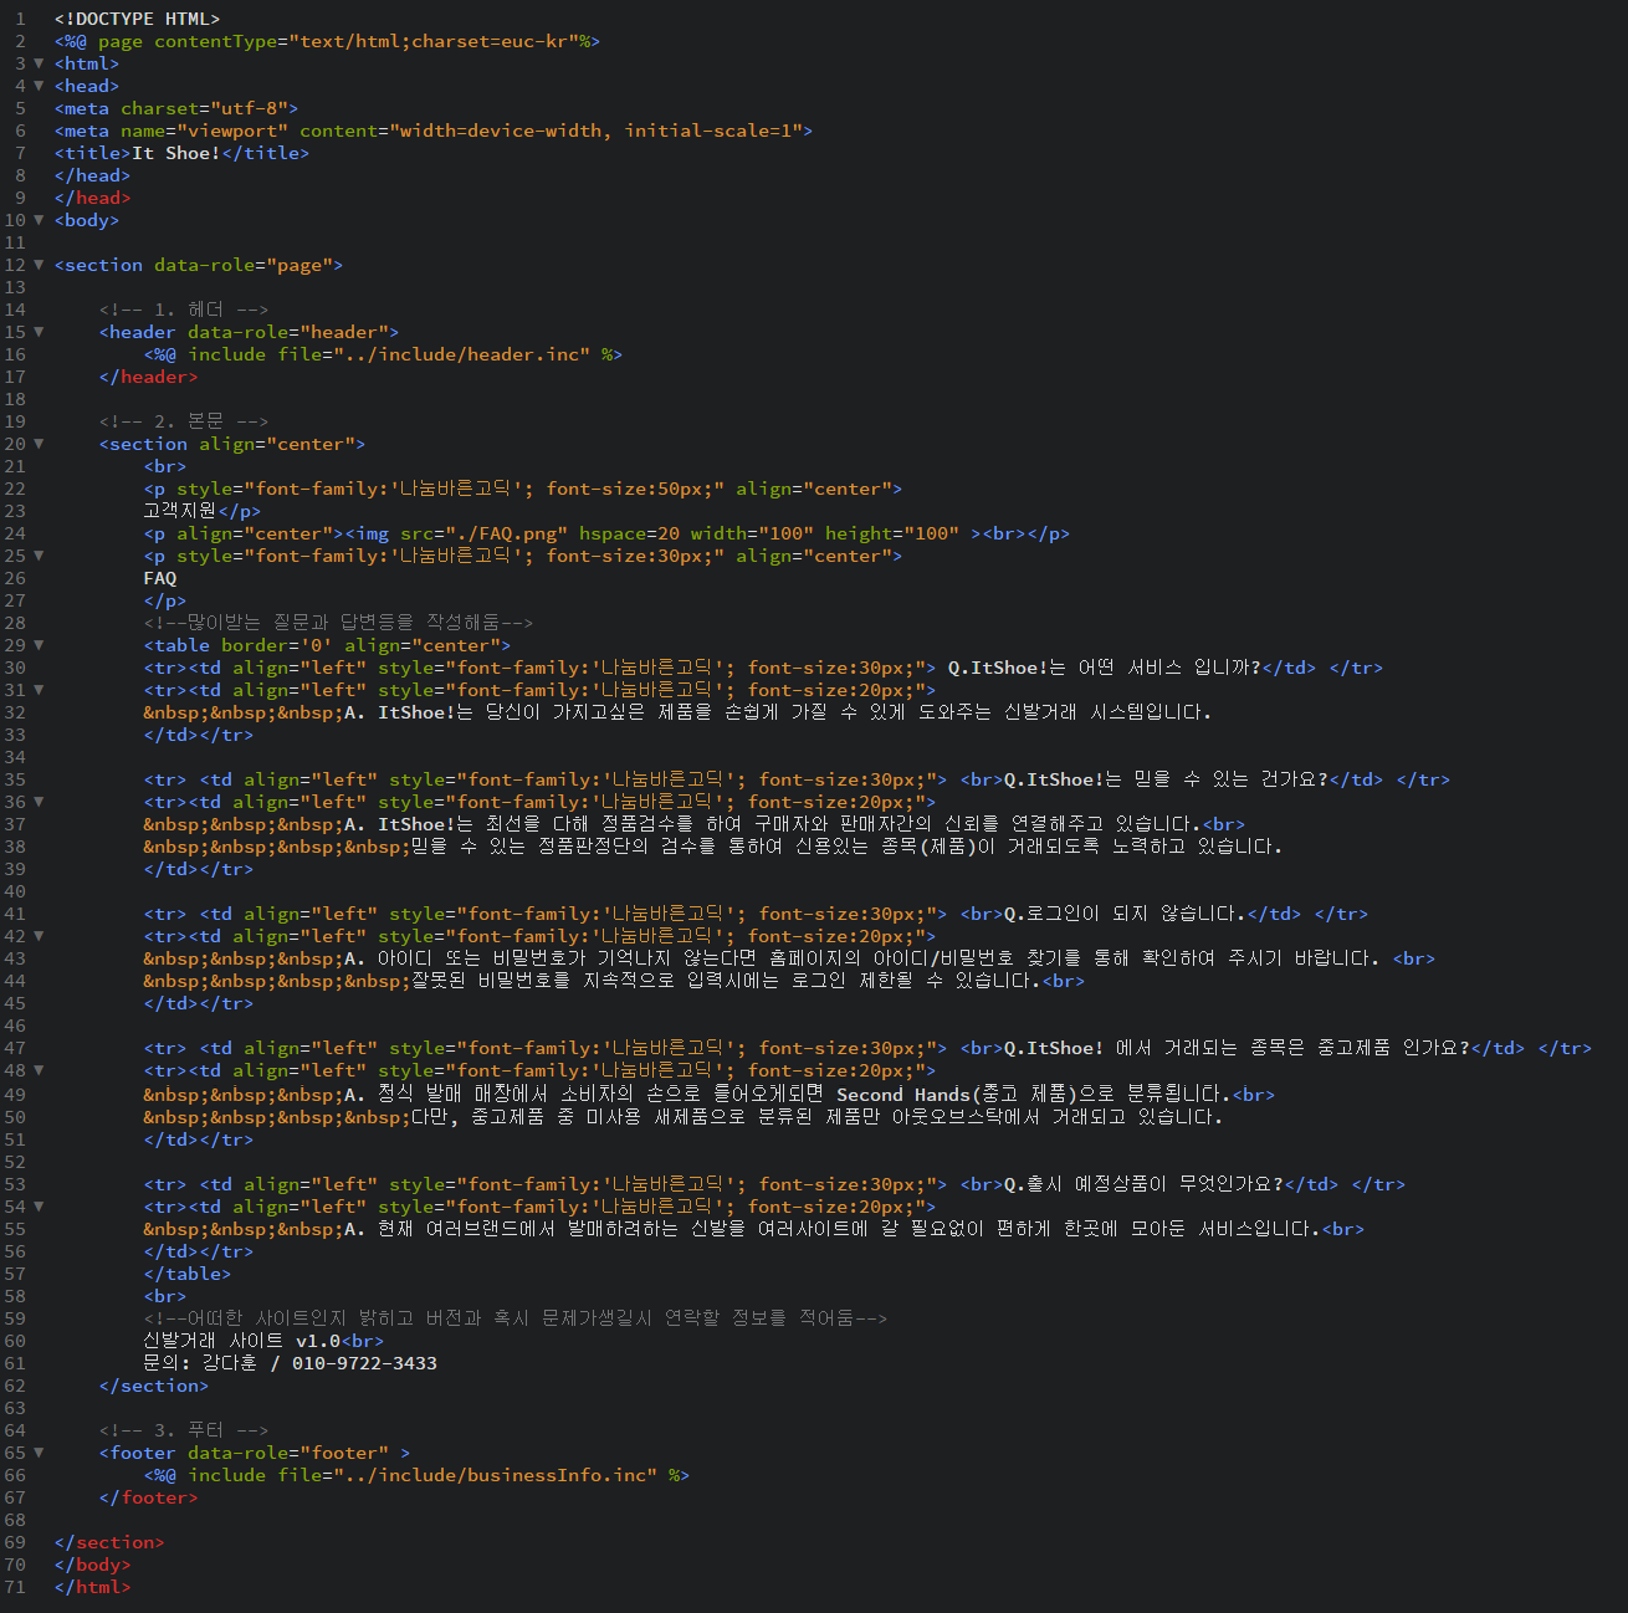 1 <!DOCTYPE HTML>
2 <%@ page contentType="text/html;charset=euc-kr"%>
3 ▼ <html>
4 ▼ <head>
5 <meta charset="utf-8">
6 <meta name="viewport" content="width=device-width, initial-scale=1">
7 <title>It Shoe!</title>
8 </head>
9 </head>
10 ▼ <body>
11
12 ▼ <section data-role="page">
13
14 <!-- 1. 헤더 -->
15 ▼ <header data-role="header">
16 <%@ include file="../include/header.inc" %>
17 </header>
18
19 <!-- 2. 본문 -->
20 ▼ <section align="center">
21 <br>
22 <p style="font-family:'나눔바른고딕'; font-size:50px;" align="center">
23 고객지원</p>
24 <p align="center"><img src="./FAQ.png" hspace=20 width="100" height="100" ><br></p>
25 ▼ <p style="font-family:'나눔바른고딕'; font-size:30px;" align="center">
26 FAQ
27 </p>
28 <!--많이받는 질문과 답변등을 작성해둠-->
29 ▼ <table border='0' align="center">
30 <tr><td align="left" style="font-family:'나눔바른고딕'; font-size:30px;"> Q.ItShoe!는 어떤 서비스 입니까?</td> </tr>
31 ▼ <tr><td align="left" style="font-family:'나눔바른고딕'; font-size:20px;">
32 &nbsp;&nbsp;&nbsp;A. ItShoe!는 당신이 가지고싶은 제품을 손쉽게 가질 수 있게 도와주는 신발거래 시스템입니다.
33 </td></tr>
34
35 <tr> <td align="left" style="font-family:'나눔바른고딕'; font-size:30px;"> <br>Q.ItShoe!는 믿을 수 있는 건가요?</td> </tr>
36 ▼ <tr><td align="left" style="font-family:'나눔바른고딕'; font-size:20px;">
37 &nbsp;&nbsp;&nbsp;A. ItShoe!는 최선을 다해 정품검수를 하여 구매자와 판매자간의 신뢰를 연결해주고 있습니다.<br>
38 &nbsp;&nbsp;&nbsp;&nbsp;믿을 수 있는 정품판정단의 검수를 통하여 신용있는 종목(제품)이 거래되도록 노력하고 있습니다.
39 </td></tr>
40
41 <tr> <td align="left" style="font-family:'나눔바른고딕'; font-size:30px;"> <br>Q.로그인이 되지 않습니다.</td> </tr>
42 ▼ <tr><td align="left" style="font-family:'나눔바른고딕'; font-size:20px;">
43 &nbsp;&nbsp;&nbsp;A. 아이디 또는 비밀번호가 기억나지 않는다면 홈페이지의 아이디/비밀번호 찾기를 통해 확인하여 주시기 바랍니다. <br>
44 &nbsp;&nbsp;&nbsp;&nbsp;잘못된 비밀번호를 지속적으로 입력시에는 로그인 제한될 수 있습니다.<br>
45 </td></tr>
46
47 <tr> <td align="left" style="font-family:'나눔바른고딕'; font-size:30px;"> <br>Q.ItShoe! 에서 거래되는 종목은 중고제품 인가요?</td> </tr>
48 ▼ <tr><td align="left" style="font-family:'나눔바른고딕'; font-size:20px;">
49 &nbsp;&nbsp;&nbsp;A. 정식 발매 매장에서 소비자의 손으로 들어오게되면 Second Hands(중고 제품)으로 분류됩니다.<br>
50 &nbsp;&nbsp;&nbsp;&nbsp;다만, 중고제품 중 미사용 새제품으로 분류된 제품만 아웃오브스탁에서 거래되고 있습니다.
51 </td></tr>
52
53 <tr> <td align="left" style="font-family:'나눔바른고딕'; font-size:30px;"> <br>Q.출시 예정상품이 무엇인가요?</td> </tr>
54 ▼ <tr><td align="left" style="font-family:'나눔바른고딕'; font-size:20px;">
55 &nbsp;&nbsp;&nbsp;A. 현재 여러브랜드에서 발매하려하는 신발을 여러사이트에 갈 필요없이 편하게 한곳에 모아둔 서비스입니다.<br>
56 </td></tr>
57 </table>
58 <br>
59 <!--어떠한 사이트인지 밝히고 버전과 혹시 문제가생길시 연락할 정보를 적어둠-->
60 신발거래 사이트 v1.0<br>
61 문의: 강다훈 / 010-9722-3433
62 </section>
63
64 <!-- 3. 푸터 -->
65 ▼ <footer data-role="footer" >
66 <%@ include file="../include/businessInfo.inc" %>
67 </footer>
68
69 </section>
70 </body>
71 </html>